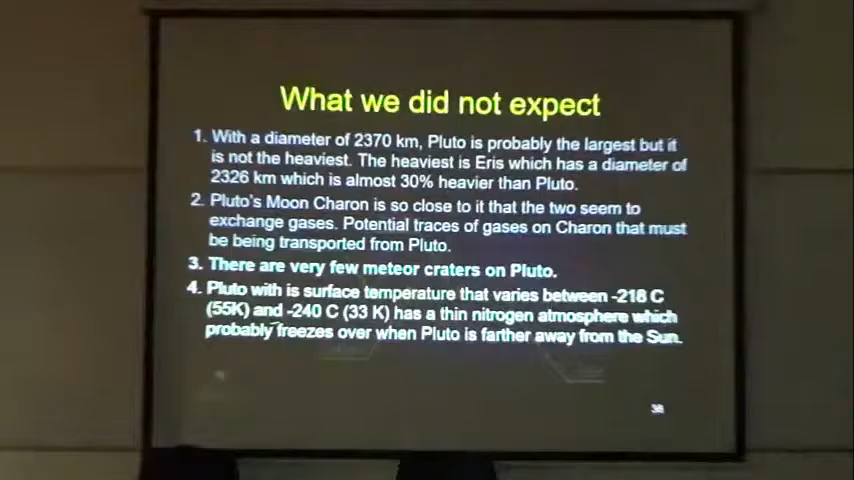 What we did not expect
1. With a diameter of 2370 km, Pluto is probably the largest but it
is not the heaviest. The heaviest is Eris which has a diameter of
2326 km which is almost 30% heavier than Pluto.
2. Pluto's Moon Charon is so close to it that the two seem to
exchange gases. Potential traces of gases on Charon that must
be being transported from Pluto.
3. There are very few meteor craters on Pluto.
4. Pluto with is surface temperature that varies between -218 C
(55K) and -240 C (33 K) has a thin nitrogen atmosphere which
probably freezes over when Pluto is farther away from the Sun.